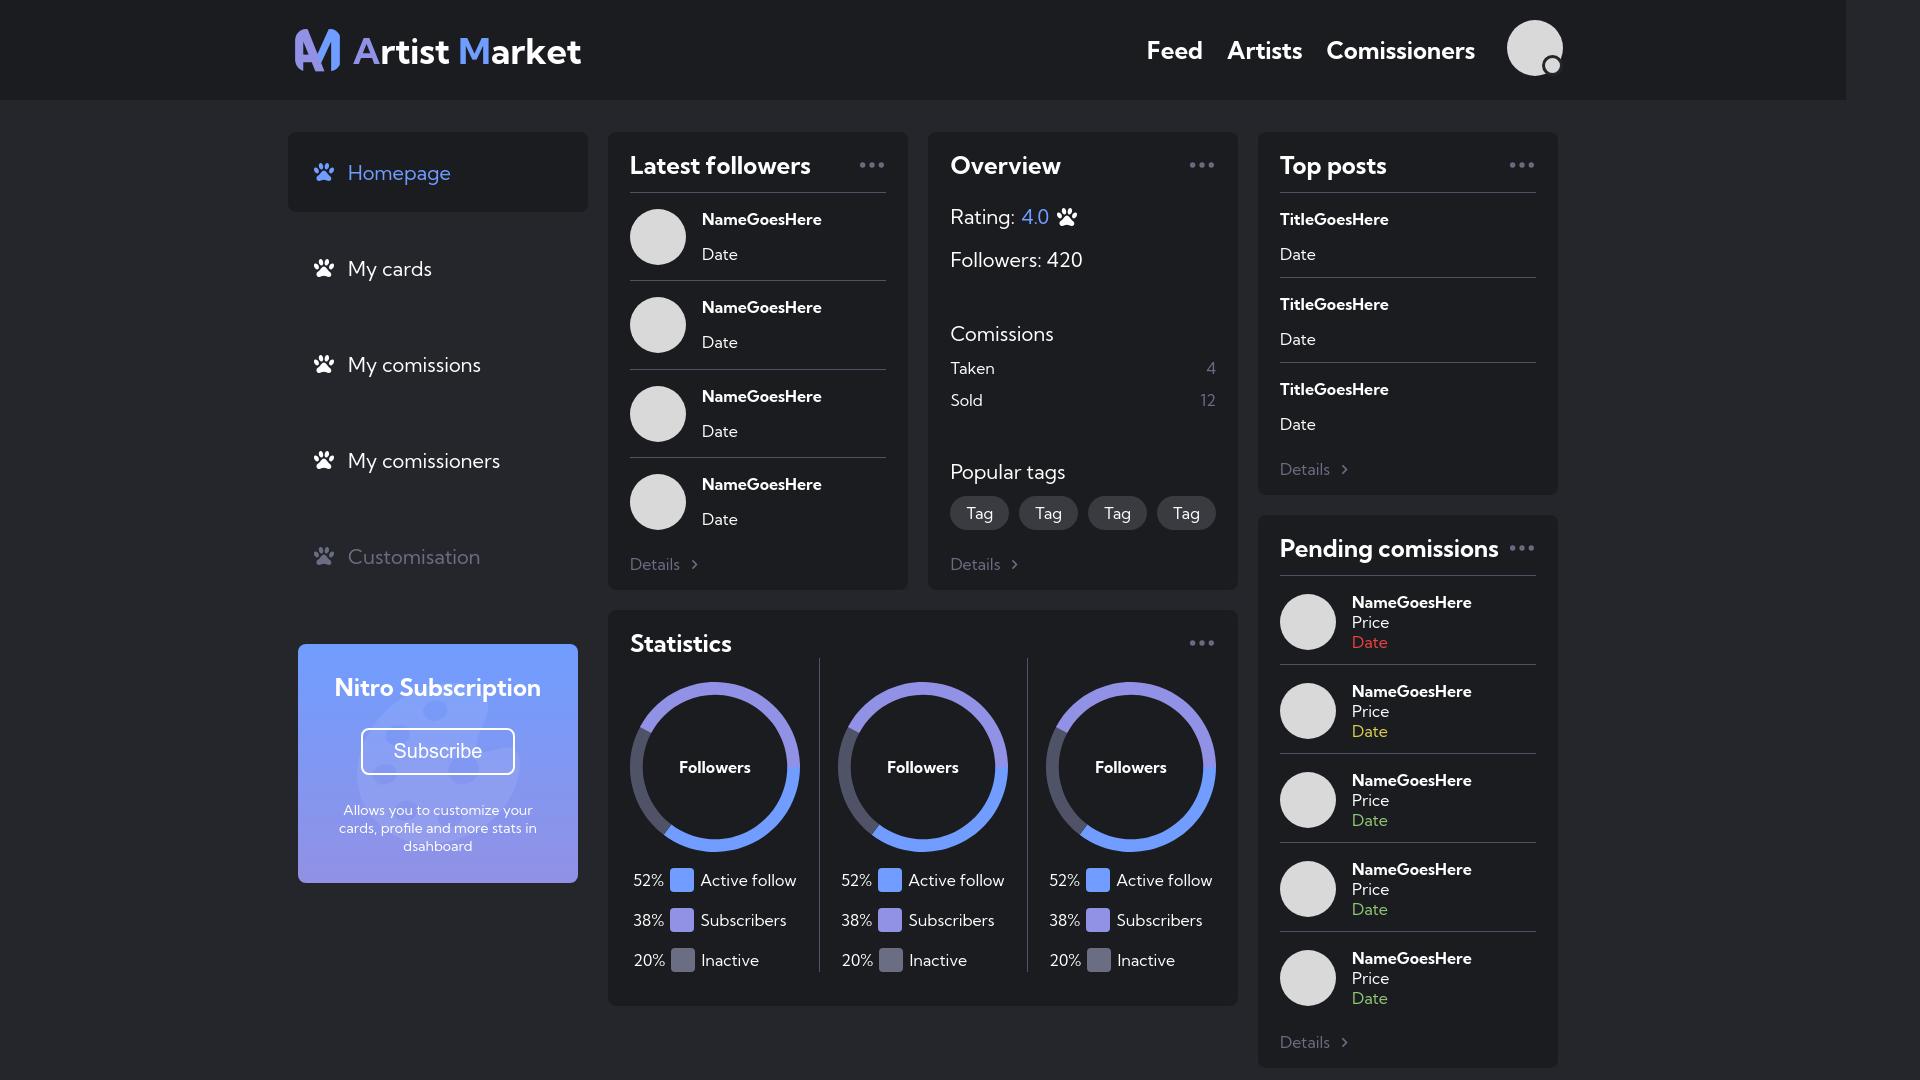 Artist Market
Feed Artists Comissioners
Homepage
My cards
My comissions
My comissioners
Customisation
Nitro Subscription
Subscribe
Allows you to customize your
cards, profile and more stats in
dsahboard
Latest followers
NameGoesHere
Date
NameGoesHere
Date
NameGoesHere
Date
NameGoesHere
Date
Details
Overview
Rating: 4.0
Followers: 420
Comissions
Taken 4
Sold 12
Popular tags
Tag Tag Tag Tag
Details
Top posts
TitleGoesHere
Date
TitleGoesHere
Date
TitleGoesHere
Date
Details
Statistics
Followers
52% Active follow
38% Subscribers
20% Inactive
Followers
52% Active follow
38% Subscribers
20% Inactive
Followers
52% Active follow
38% Subscribers
20% Inactive
Pending comissions
NameGoesHere
Price
Date
NameGoesHere
Price
Date
NameGoesHere
Price
Date
NameGoesHere
Price
Date
NameGoesHere
Price
Date
Details